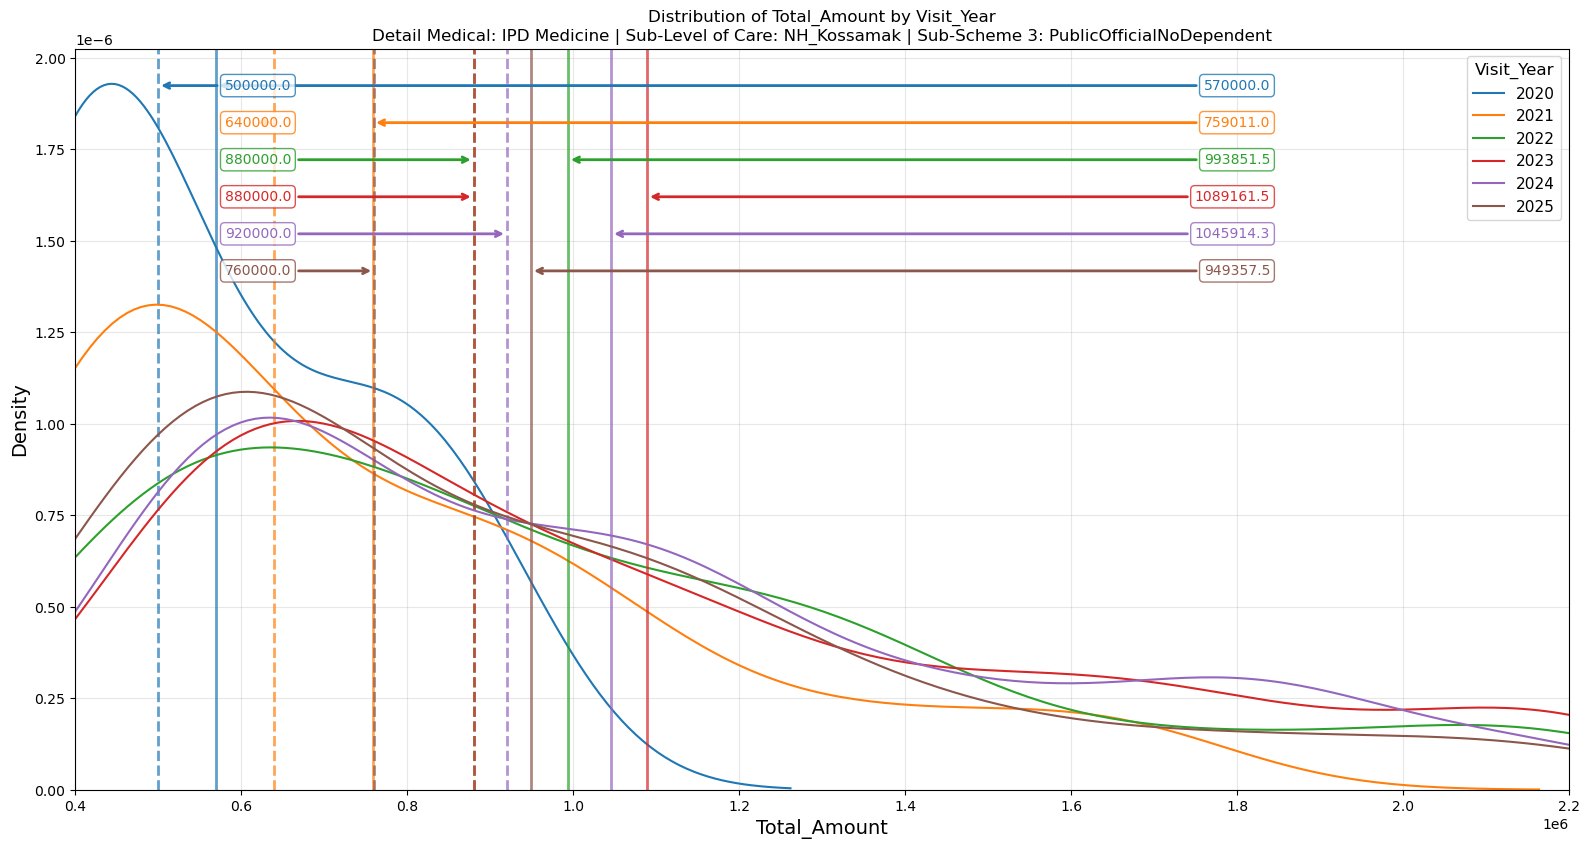 Distribution of Total_Amount by Visit_Year
Detail Medical: IPD Medicine | Sub-Level of Care: NH_Kossamak | Sub-Scheme 3: PublicOfficialNoDependent
1e−6
2.00
1.75
1.50
1.25
1.00
0.75
0.50
0.25
0.00
Density
500000.0 570000.0
640000.0 759011.0
880000.0 993851.5
880000.0 1089161.5
920000.0 1045914.3
760000.0 949357.5
Visit_Year
2020
2021
2022
2023
2024
2025
0.4 0.6 0.8 1.0 1.2 1.4 1.6 1.8 2.0 2.2
1e6
Total_Amount